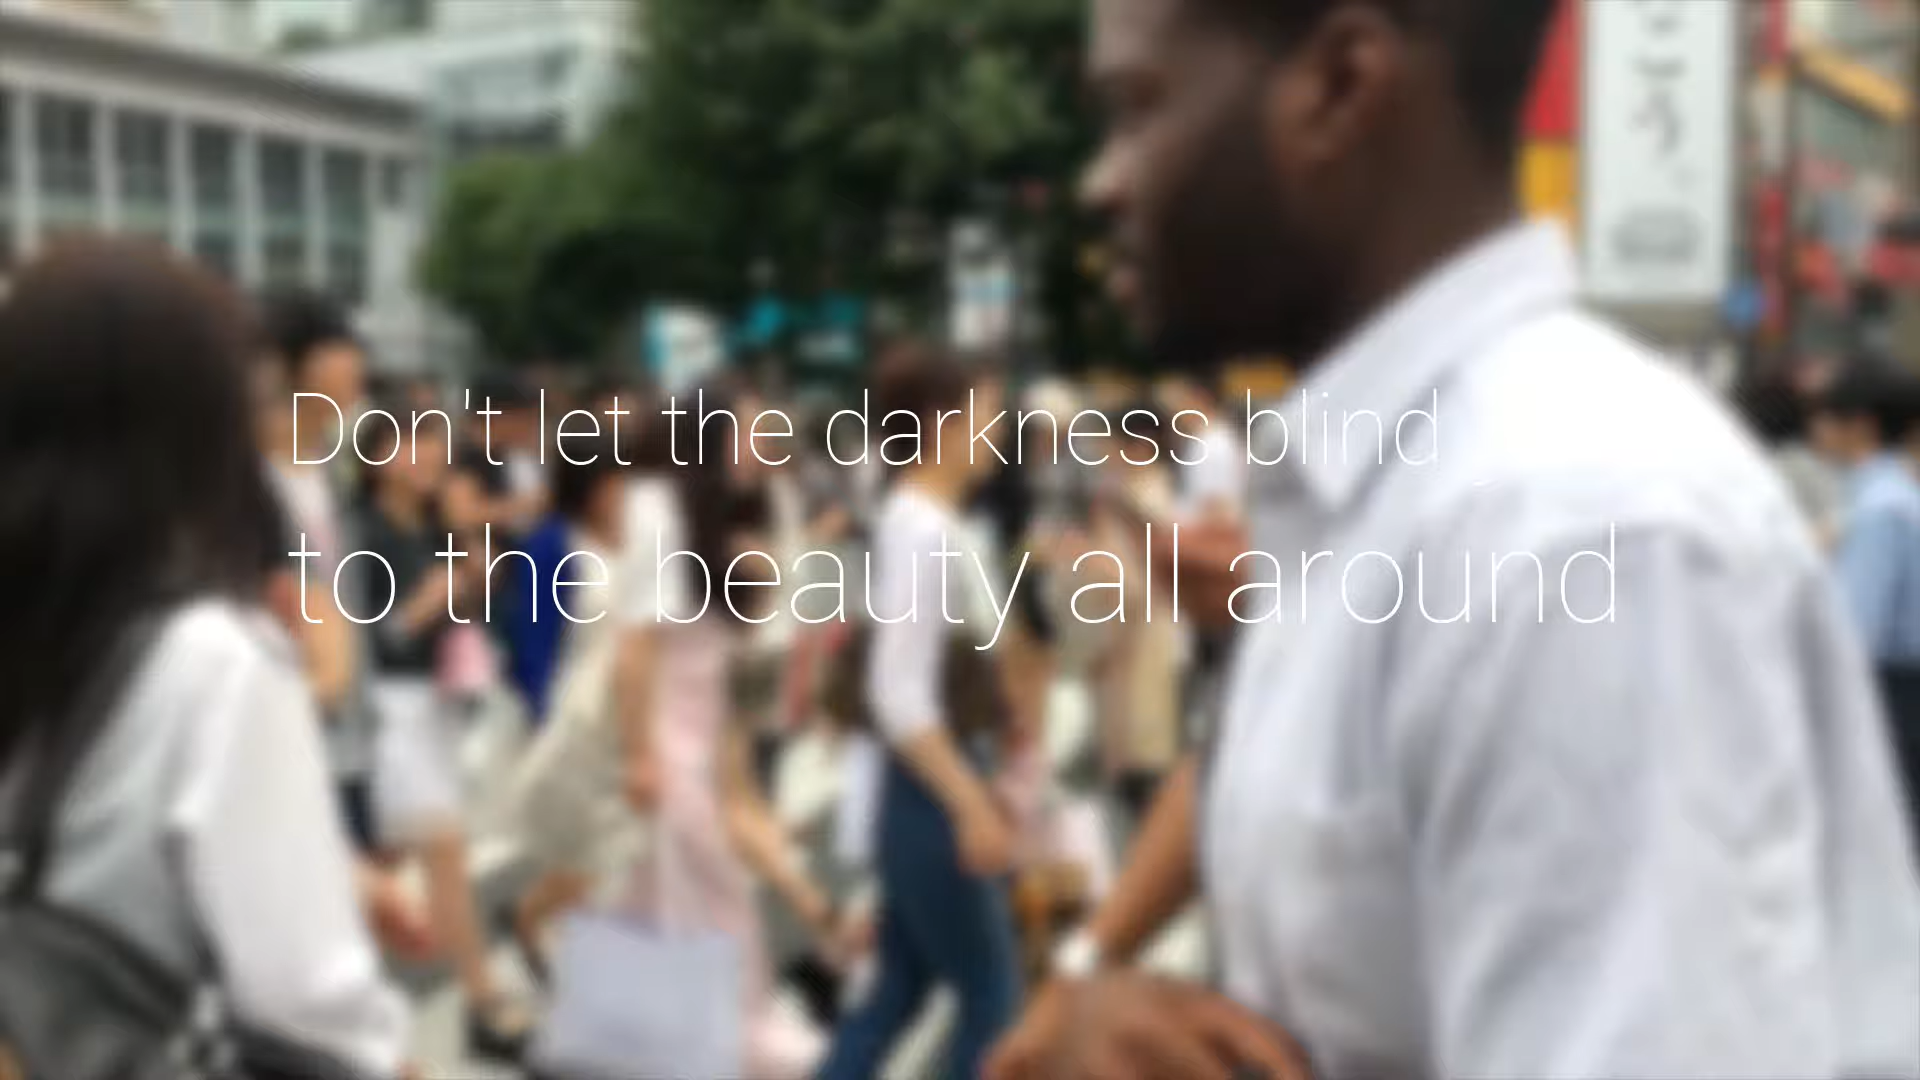 Don't let the darkness blind
to the beauty all around